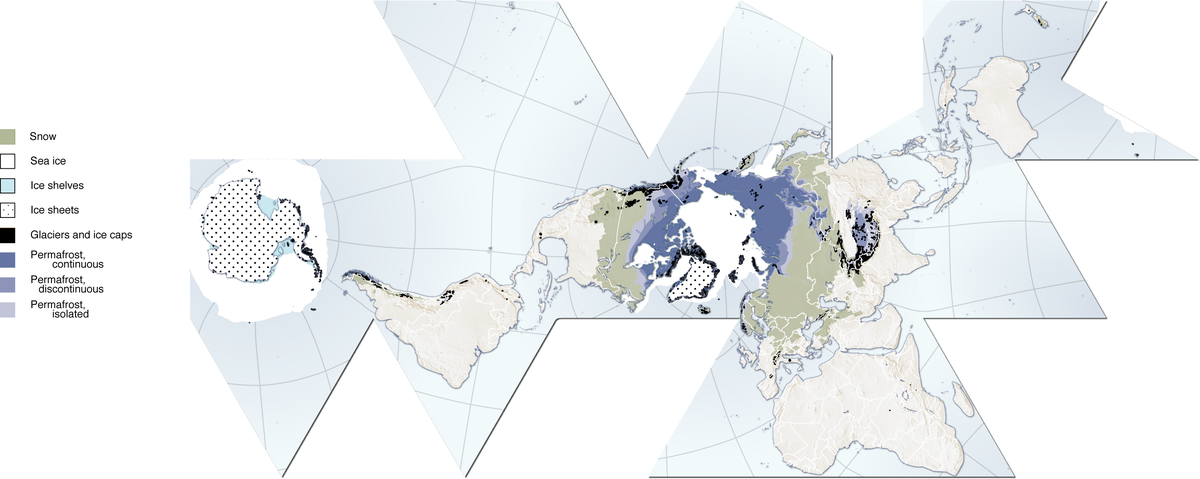 Snow
Sea ice
Ice shelves
Ice sheets
Glaciers and ice caps
Permafrost,
continuous
Permafrost,
discontinuous
Permafrost,
isolated